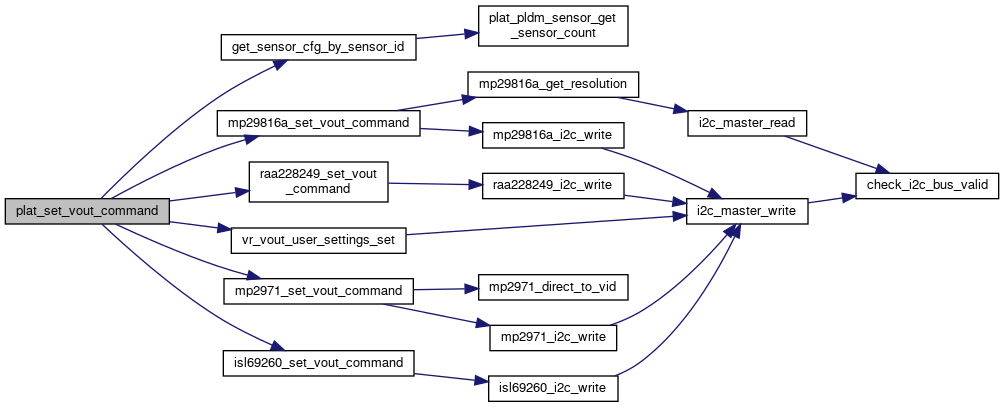 plat_set_vout_command
get_sensor_cfg_by_sensor_id
plat_pldm_sensor_get
_sensor_count
mp29816a_set_vout_command
mp29816a_get_resolution
mp29816a_i2c_write
i2c_master_read
check_i2c_bus_valid
raa228249_set_vout
_command
raa228249_i2c_write
i2c_master_write
vr_vout_user_settings_set
mp2971_set_vout_command
mp2971_direct_to_vid
mp2971_i2c_write
isl69260_set_vout_command
isl69260_i2c_write